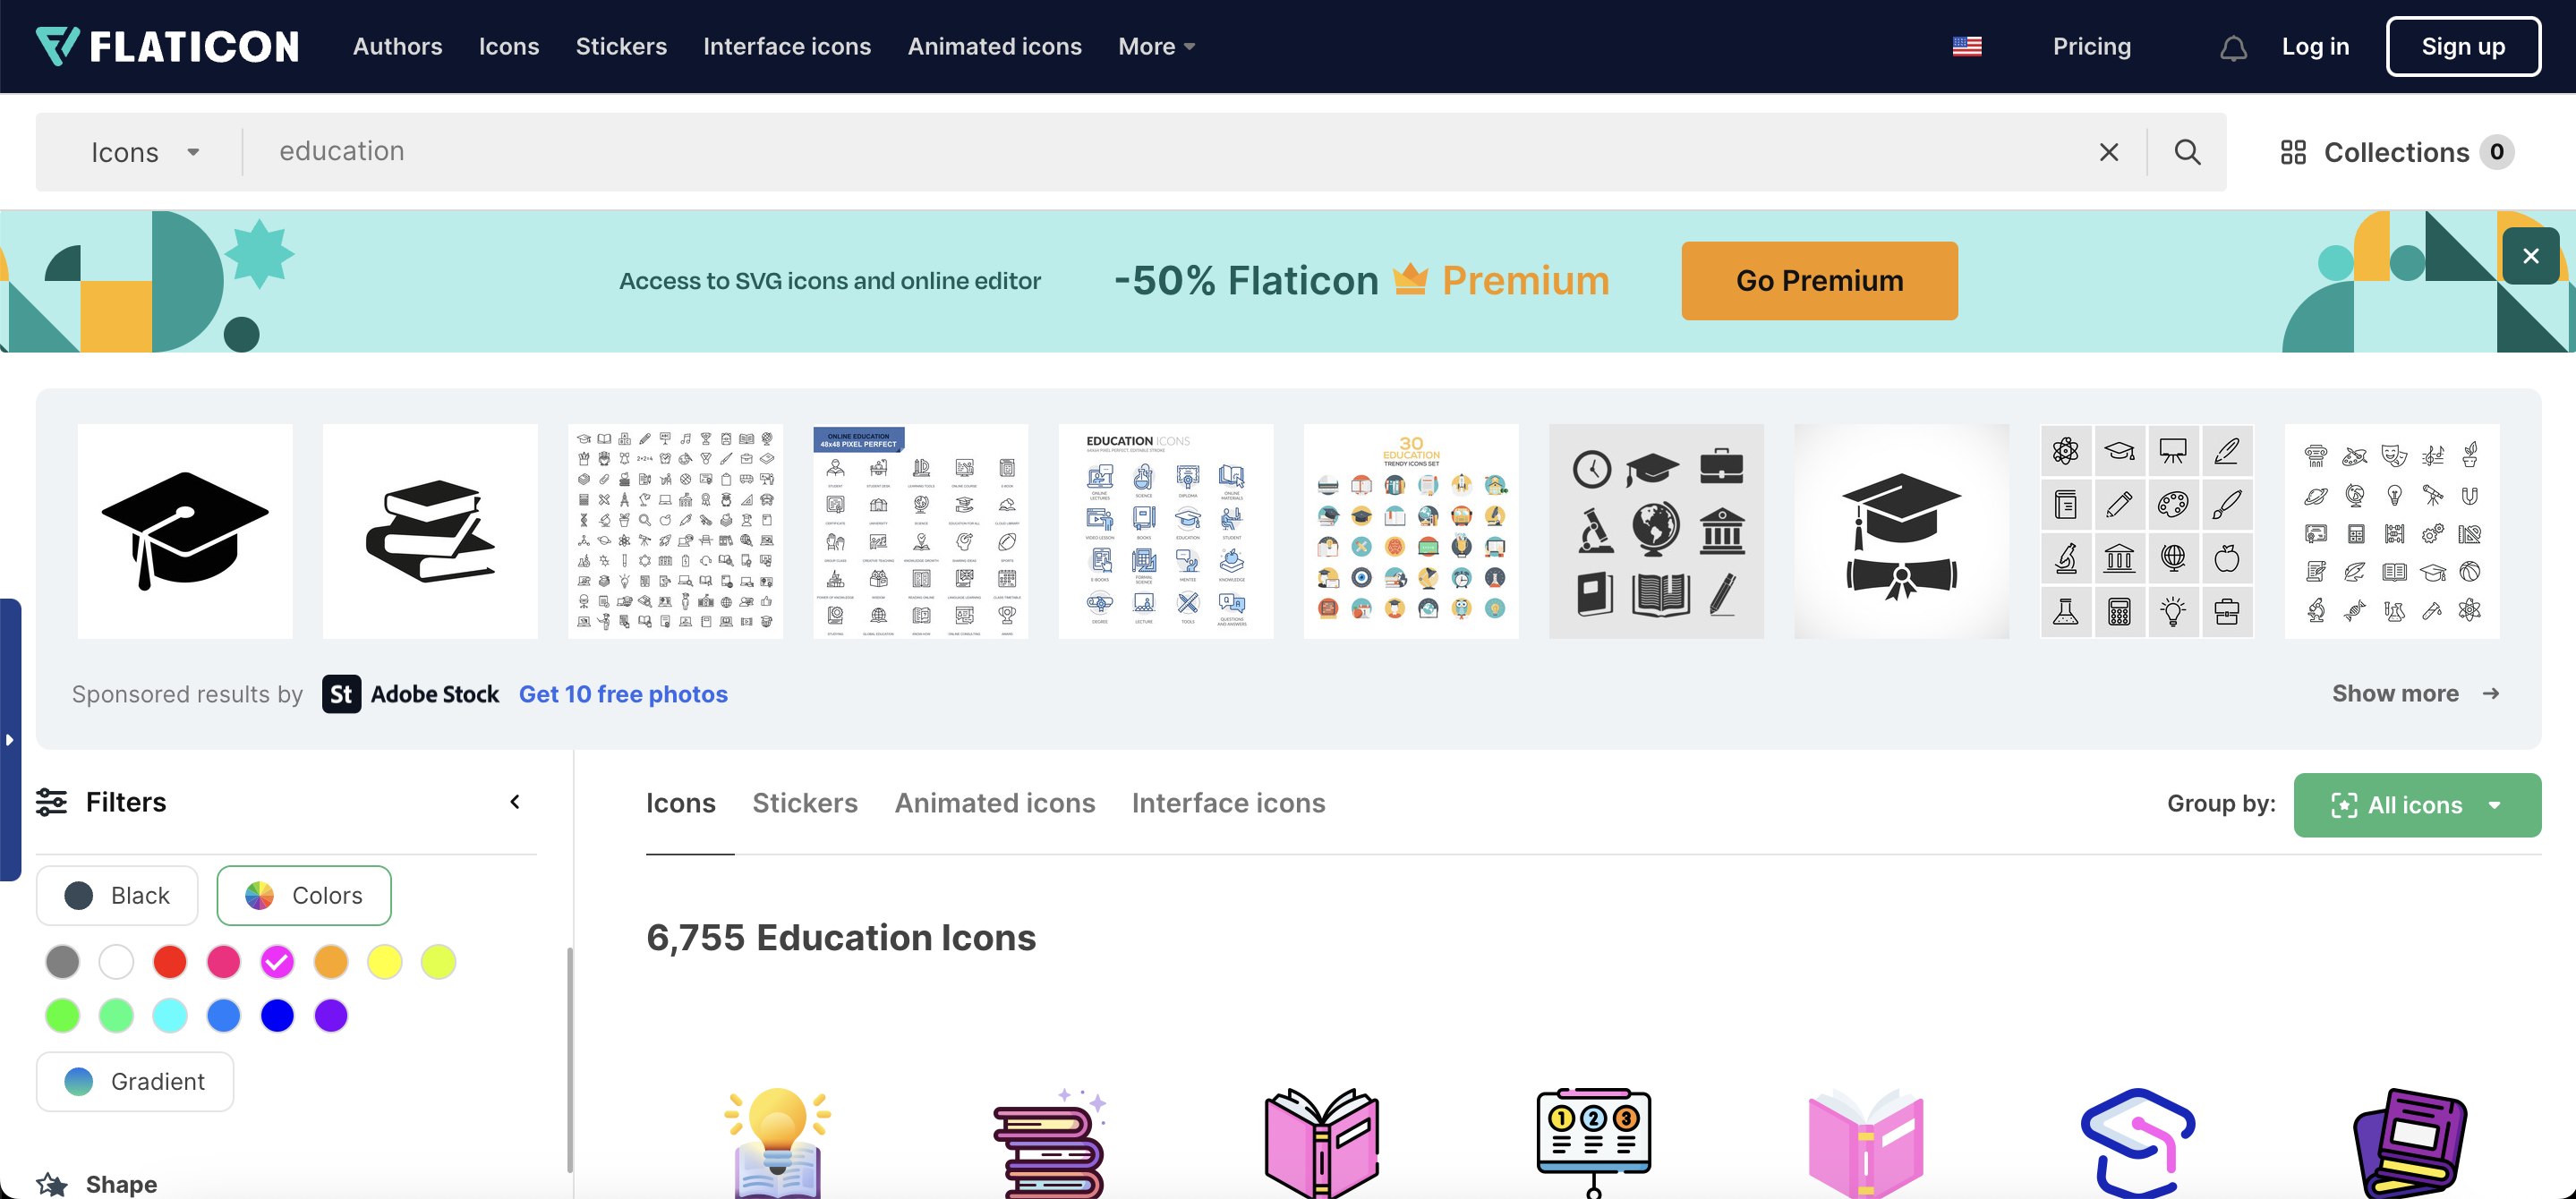 FLATICON Authors Icons Stickers Interface icons Animated icons More Pricing Log in Sign up
Icons education Collections 0
Access to SVG icons and online editor -50% Flaticon Premium Go Premium
ONLINE EDUCATION
48x48 PIXEL PERFECT
EDUCATION ICONS
30
EDUCATION
TRENDY ICONS SET
Sponsored results by St Adobe Stock Get 10 free photos Show more
Filters Icons Stickers Animated icons Interface icons Group by: All icons
Black Colors
6,755 Education Icons
Gradient
1 2 3
Shape